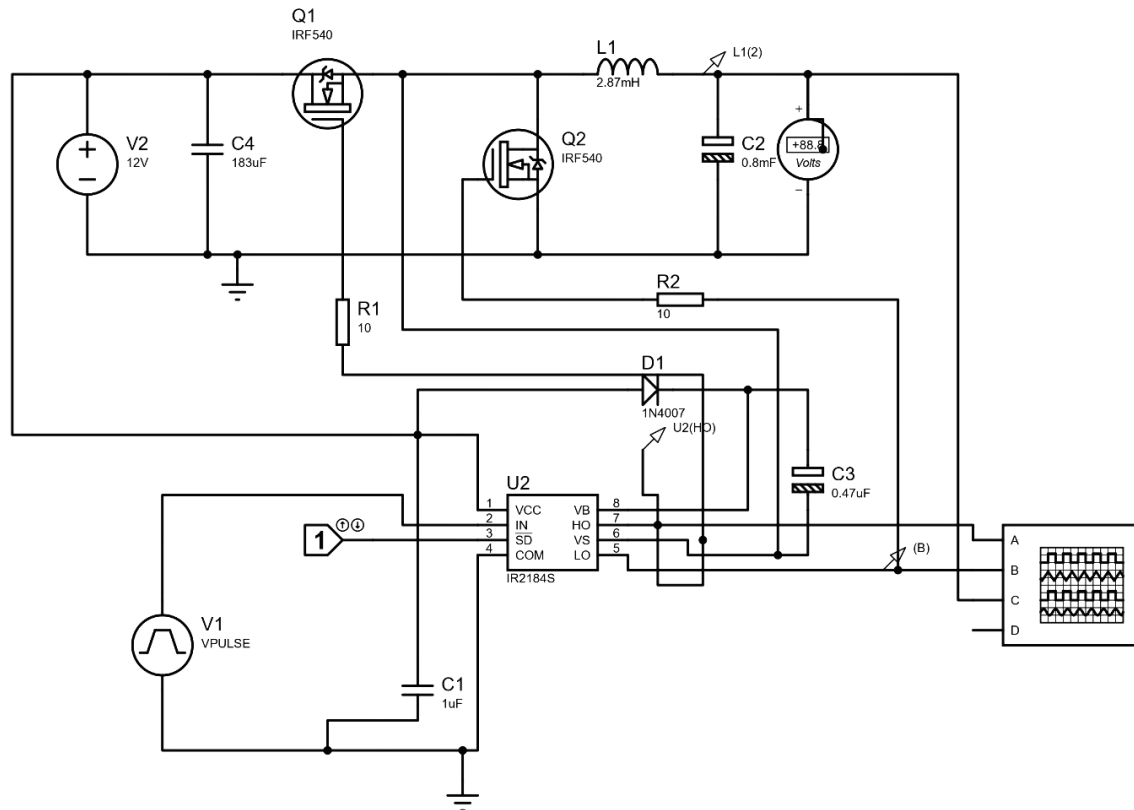 Q1
IRF540
L1
2.87mH
L1(2)
V2
12V
C4
183uF
Q2
IRF540
C2
0.8mF
+
+88.8
Volts
R1
10
R2
10
D1
1N4007
U2(HO)
C3
0.47uF
U2
1 VCC VB 8
2 IN HO 7
3 SD VS 6
4 COM LO 5
IR2184S
1
(B)
A
B
C
D
V1
VPULSE
C1
1uF